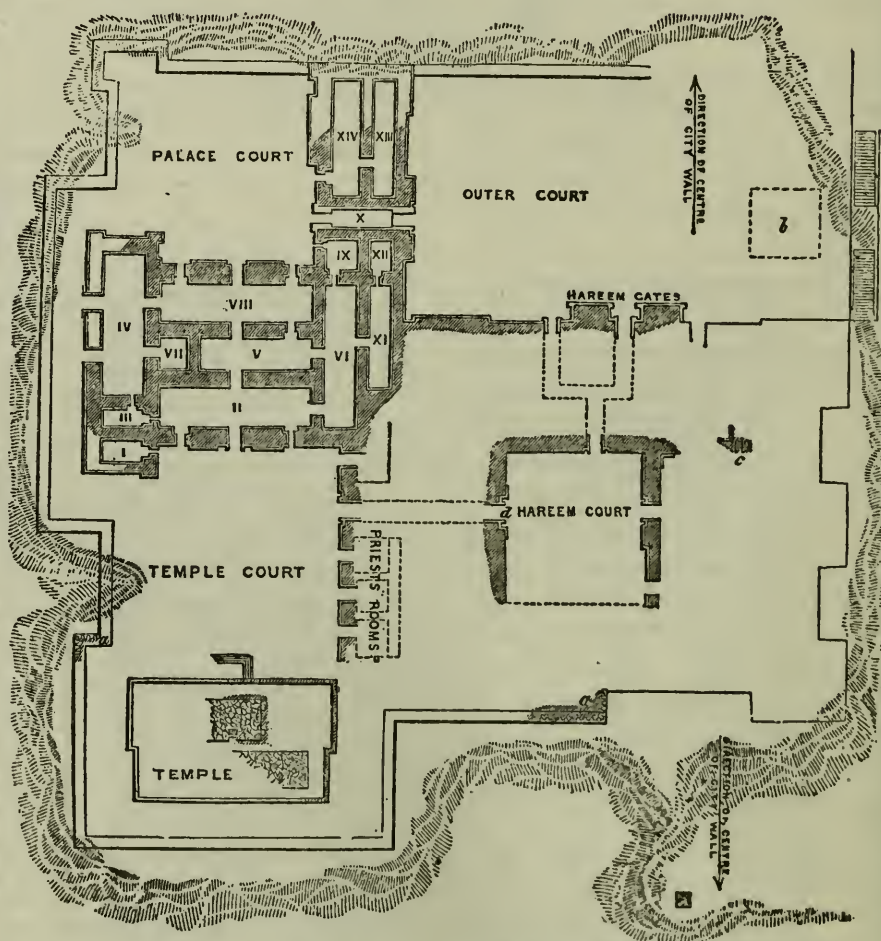 PALACE COURT
XIV
XIII
OUTER COURT
DIRECTION OF CENTRE
OF CITY WALL
b
X
IX
XII
HAREEM GATES
VIII
IV
VII
V
VI
XI
II
III
I
c
d HAREEM COURT
TEMPLE COURT
PRIESTS ROOMS
a
a
TEMPLE
DIRECTION OF CENTRE
OF CITY WALL